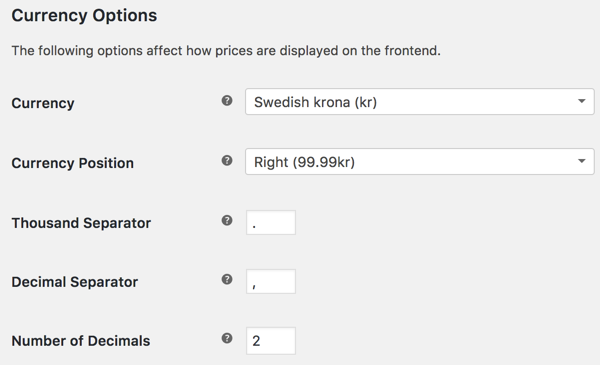 Currency Options
The following options affect how prices are displayed on the frontend.
Currency ? Swedish krona (kr)
Currency Position ? Right (99.99kr)
Thousand Separator ? .
Decimal Separator ? ,
Number of Decimals ? 2